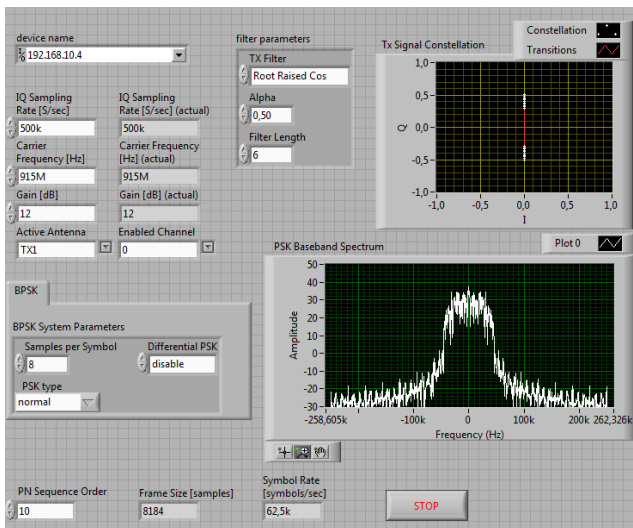 device name
192.168.10.4
IQ Sampling Rate [S/sec]
500k
IQ Sampling Rate [S/sec] (actual)
500k
Carrier Frequency [Hz]
915M
Carrier Frequency [Hz] (actual)
915M
Gain [dB]
12
Gain [dB] (actual)
12
Active Antenna
TX1
Enabled Channel
0
filter parameters
TX Filter
Root Raised Cos
Alpha
0,50
Filter Length
6
Tx Signal Constellation
Constellation
Transitions
1,0
0,5
0,0
-0,5
-1,0
Q
-1,0 -0,5 0,0 0,5 1,0
I
BPSK
BPSK System Parameters
Samples per Symbol
8
Differential PSK
disable
PSK type
normal
PSK Baseband Spectrum
Plot 0
50
40
30
20
10
0
-10
-20
-30
Amplitude
-258,605k -100k 0 100k 200k 262,326k
Frequency (Hz)
PN Sequence Order
10
Frame Size [samples]
8184
Symbol Rate [symbols/sec]
62,5k
STOP